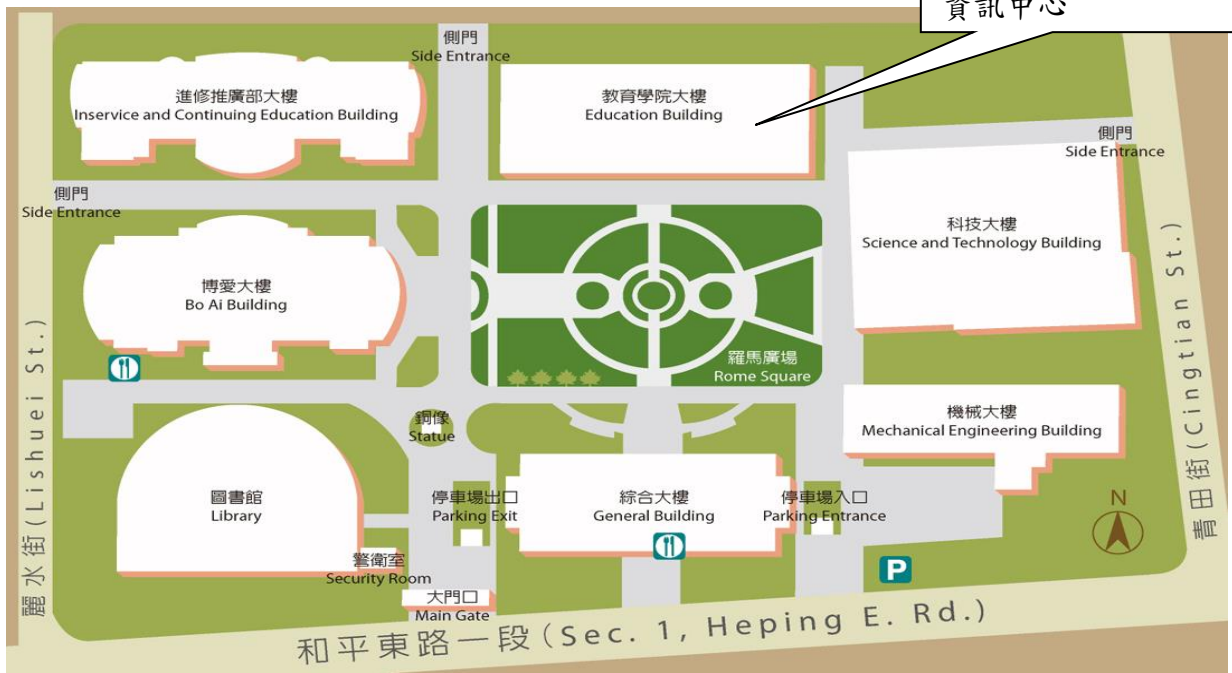 資訊中心
側門
Side Entrance
進修推廣部大樓
Inservice and Continuing Education Building
教育學院大樓
Education Building
側門
Side Entrance
側門
Side Entrance
科技大樓
Science and Technology Building
博愛大樓
Bo Ai Building
羅馬廣場
Rome Square
銅像
Statue
機械大樓
Mechanical Engineering Building
圖書館
Library
停車場出口
Parking Exit
綜合大樓
General Building
停車場入口
Parking Entrance
N
警衛室
Security Room
P
大門口
Main Gate
麗水街(Lishuei St.)
青田街(Cingtian St.)
和平東路一段(Sec. 1, Heping E. Rd.)